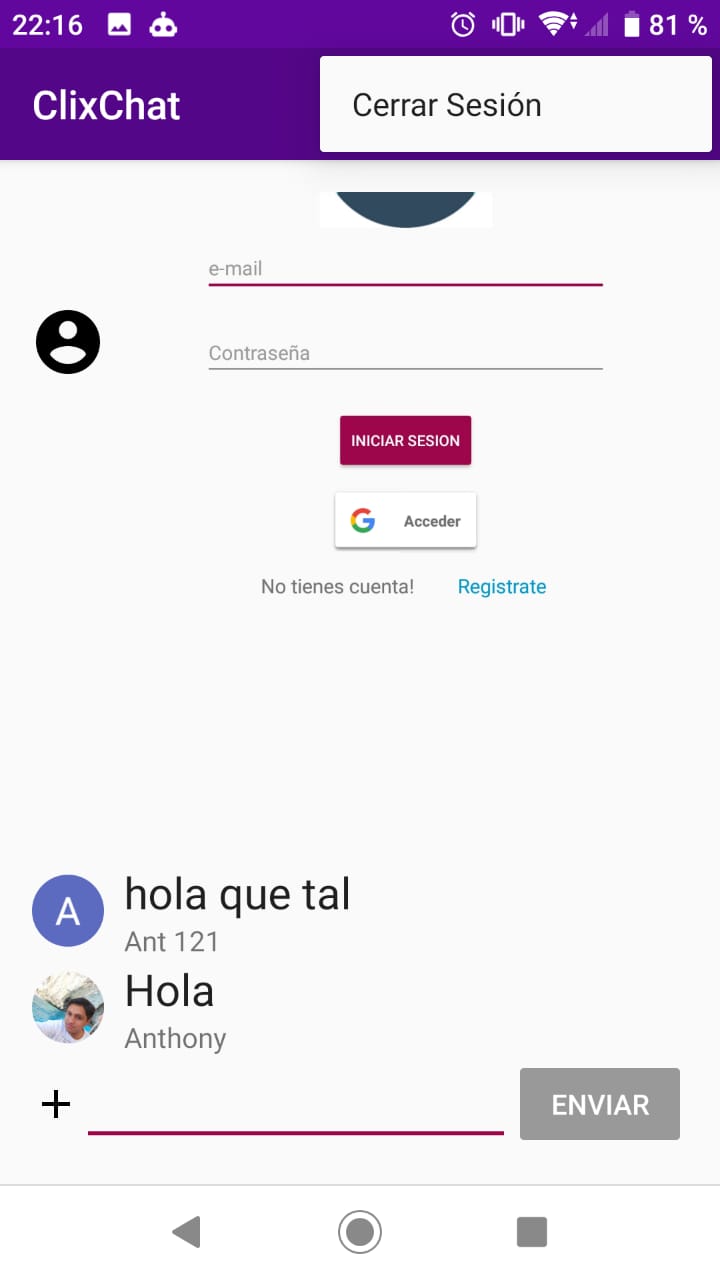 22:16 81 %
ClixChat
Cerrar Sesión
e-mail
Contraseña
INICIAR SESION
G Acceder
No tienes cuenta! Registrate
A
hola que tal
Ant 121
Hola
Anthony
+
ENVIAR